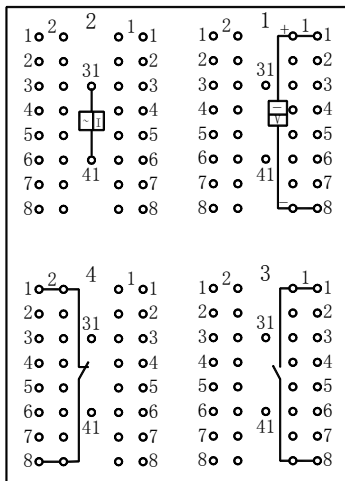 2 1
1 2 1 1 1 2 + 1 1
2 2 2 2
31 31
3 3 3 3
4 4 — 4
~ I V
5 5 5 5
6 6 6 6
41 41
7 7 7 7
8 8 8 − 8
4 3
1 2 1 1 1 2 1 1
2 2 2 2
31 31
3 3 3 3
4 4 4 4
5 5 5 5
6 6 6 6
41 41
7 7 7 7
8 8 8 8